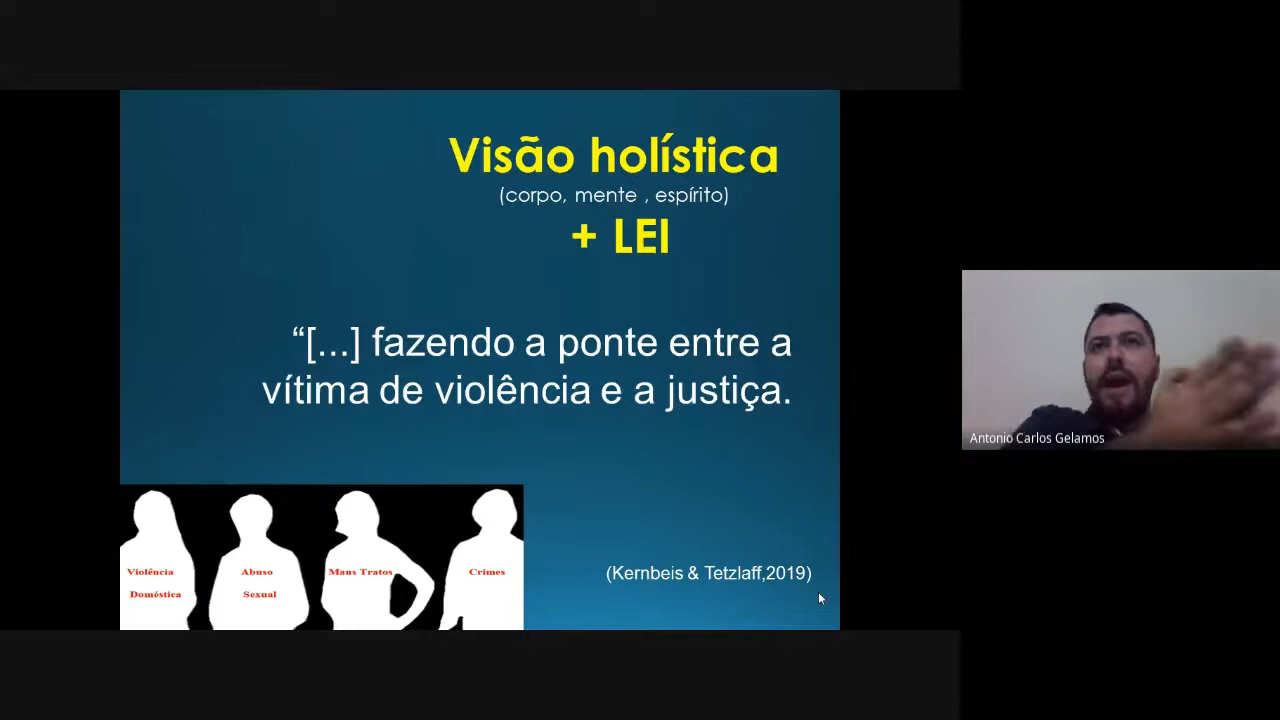 Visão holística
(corpo, mente , espírito)
+ LEI
“[...] fazendo a ponte entre a
vítima de violência e a justiça.
Violência
Doméstica
Abuso
Sexual
Maus Tratos
Crimes
(Kernbeis & Tetzlaff,2019)
Antonio Carlos Gelamos